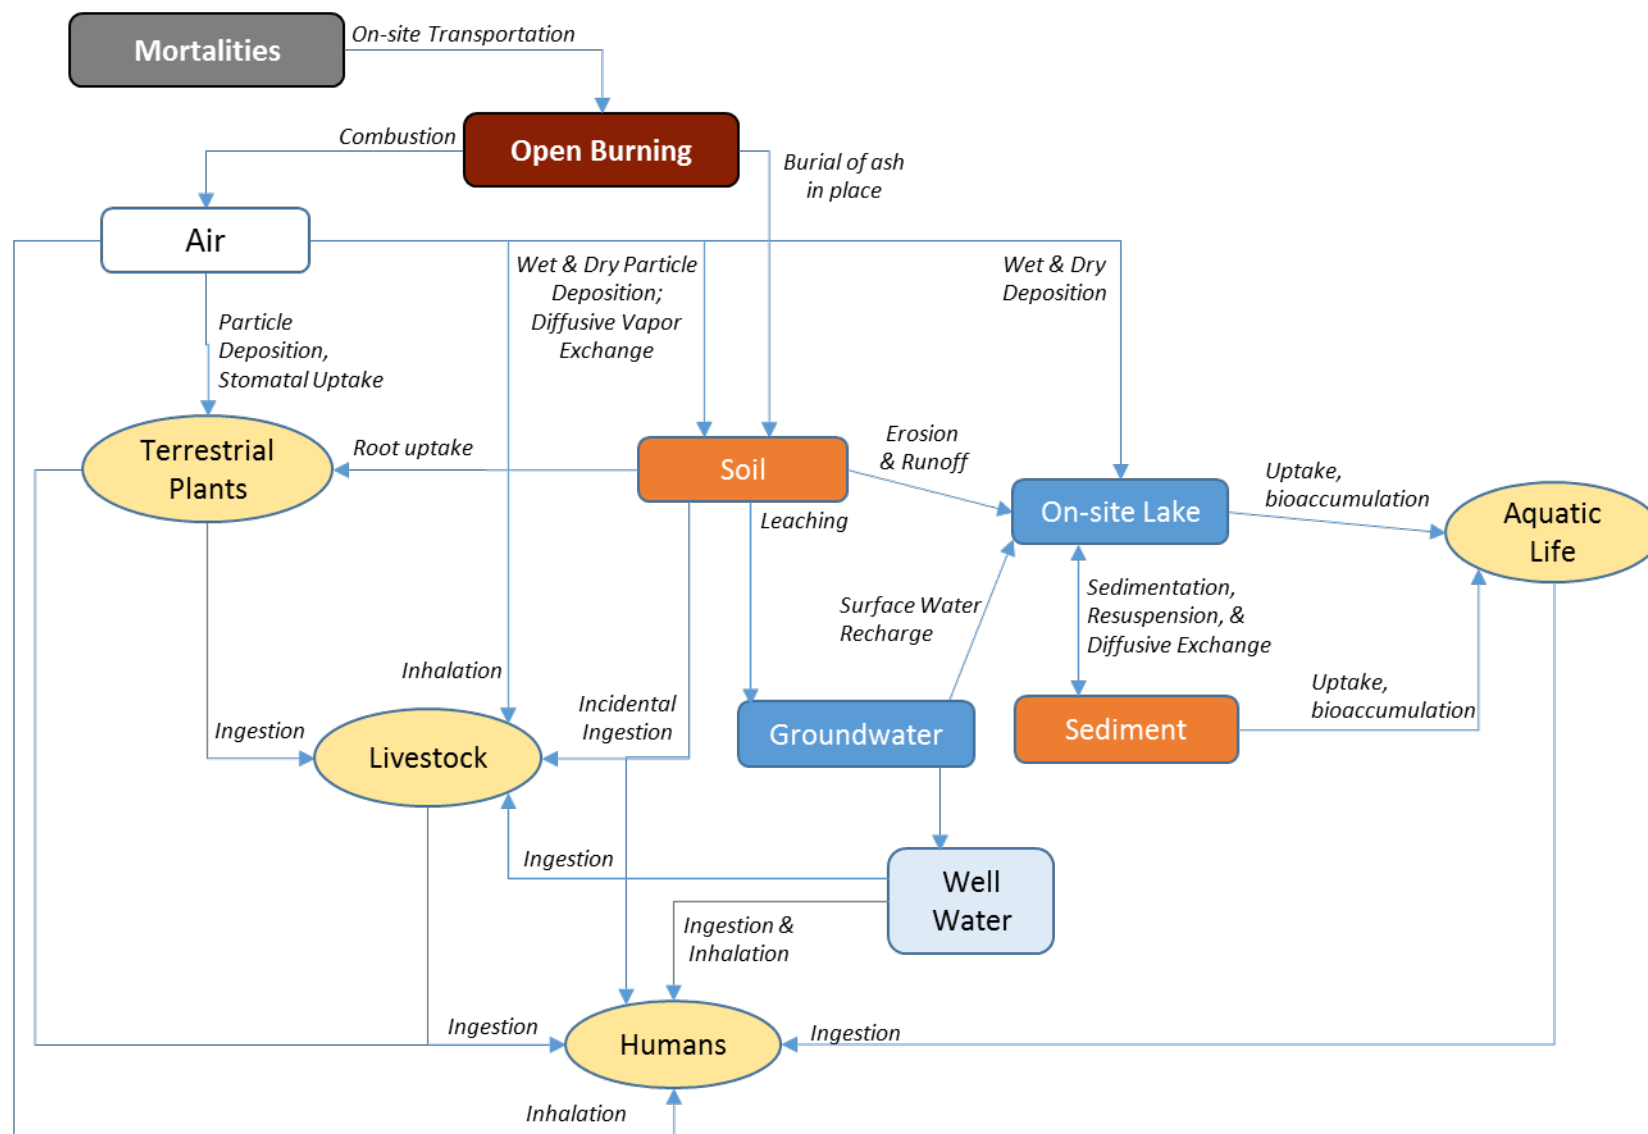 Mortalities
On-site Transportation
Combustion
Open Burning
Burial of ash
in place
Air
Wet & Dry Particle
Deposition;
Diffusive Vapor
Exchange
Wet & Dry
Deposition
Particle
Deposition,
Stomatal Uptake
Terrestrial
Plants
Root uptake
Soil
Erosion
& Runoff
Leaching
On-site Lake
Uptake,
bioaccumulation
Aquatic
Life
Surface Water
Recharge
Sedimentation,
Resuspension, &
Diffusive Exchange
Inhalation
Incidental
Ingestion
Ingestion
Livestock
Groundwater
Sediment
Uptake,
bioaccumulation
Ingestion
Well
Water
Ingestion &
Inhalation
Ingestion
Humans
Ingestion
Inhalation